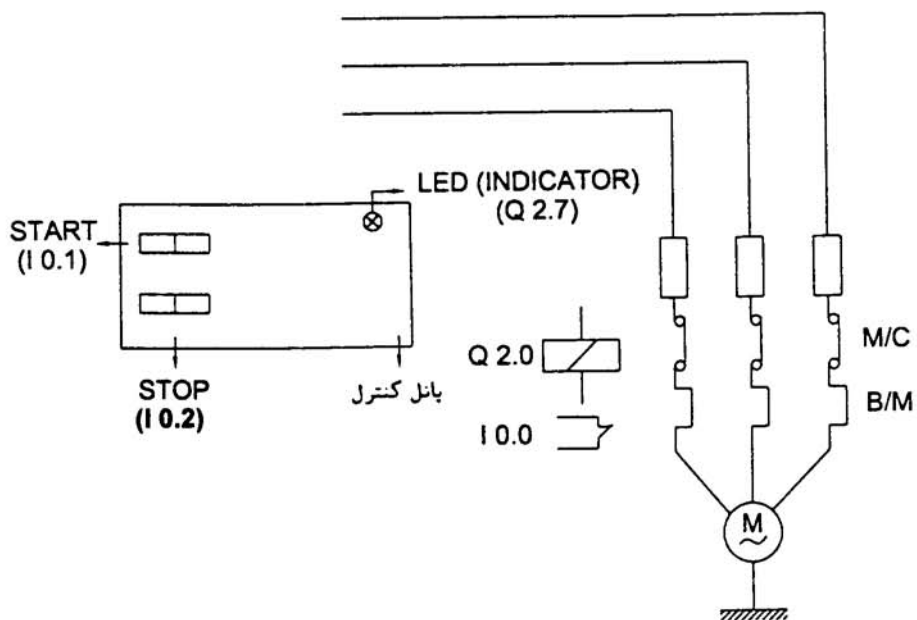 LED (INDICATOR)
(Q 2.7)
START
(I 0.1)
STOP
(I 0.2)
پانل کنترل
Q 2.0
I 0.0
M/C
B/M
M
~